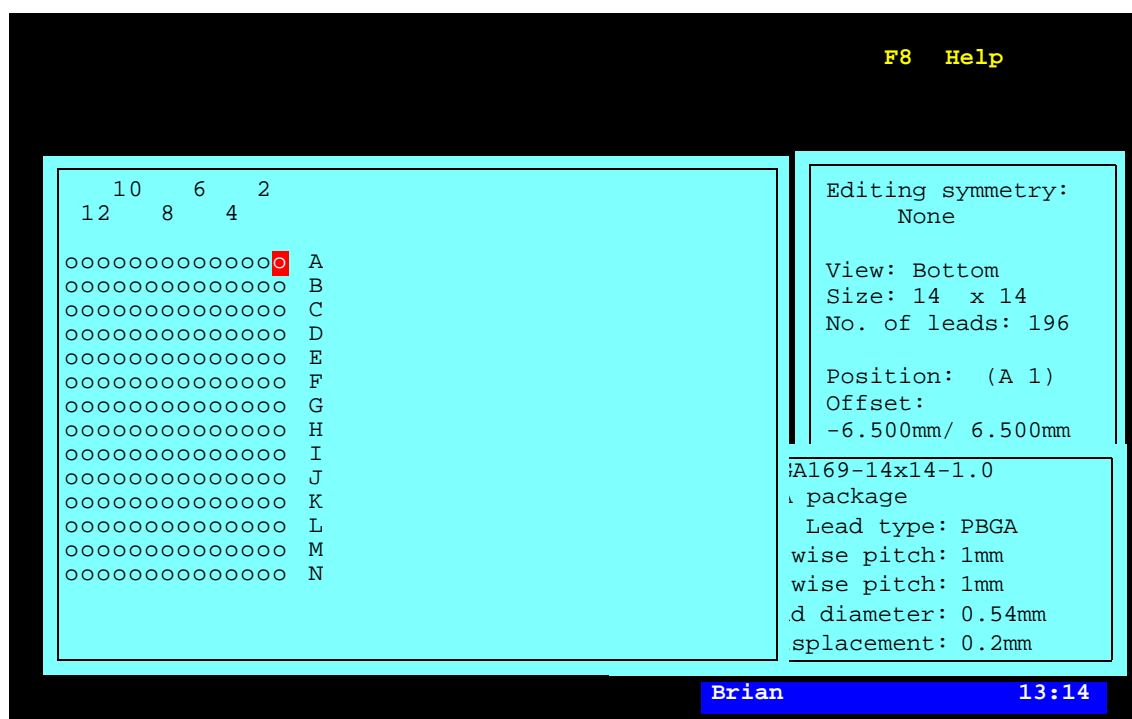 F8 Help
10 6 2
12 8 4
oooooooooooooo A
oooooooooooooo B
oooooooooooooo C
oooooooooooooo D
oooooooooooooo E
oooooooooooooo F
oooooooooooooo G
oooooooooooooo H
oooooooooooooo I
oooooooooooooo J
oooooooooooooo K
oooooooooooooo L
oooooooooooooo M
oooooooooooooo N
Editing symmetry:
None
View: Bottom
Size: 14 x 14
No. of leads: 196
Position: (A 1)
Offset:
-6.500mm/ 6.500mm
A169-14x14-1.0
package
Lead type: PBGA
wise pitch: 1mm
wise pitch: 1mm
d diameter: 0.54mm
splacement: 0.2mm
Brian 13:14